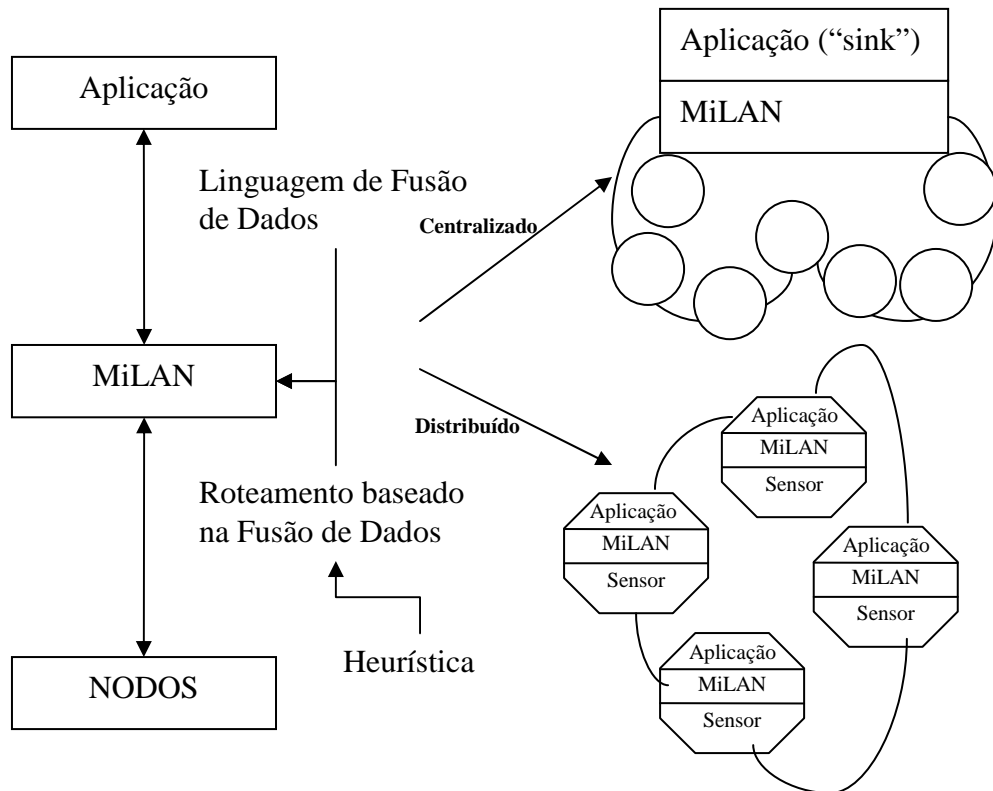 Aplicação
Aplicação (“sink”)
MiLAN
Linguagem de Fusão
de Dados
Centralizado
MiLAN
Distribuído
Roteamento baseado
na Fusão de Dados
Heurística
NODOS
Aplicação
MiLAN
Sensor
Aplicação
MiLAN
Sensor
Aplicação
MiLAN
Sensor
Aplicação
MiLAN
Sensor